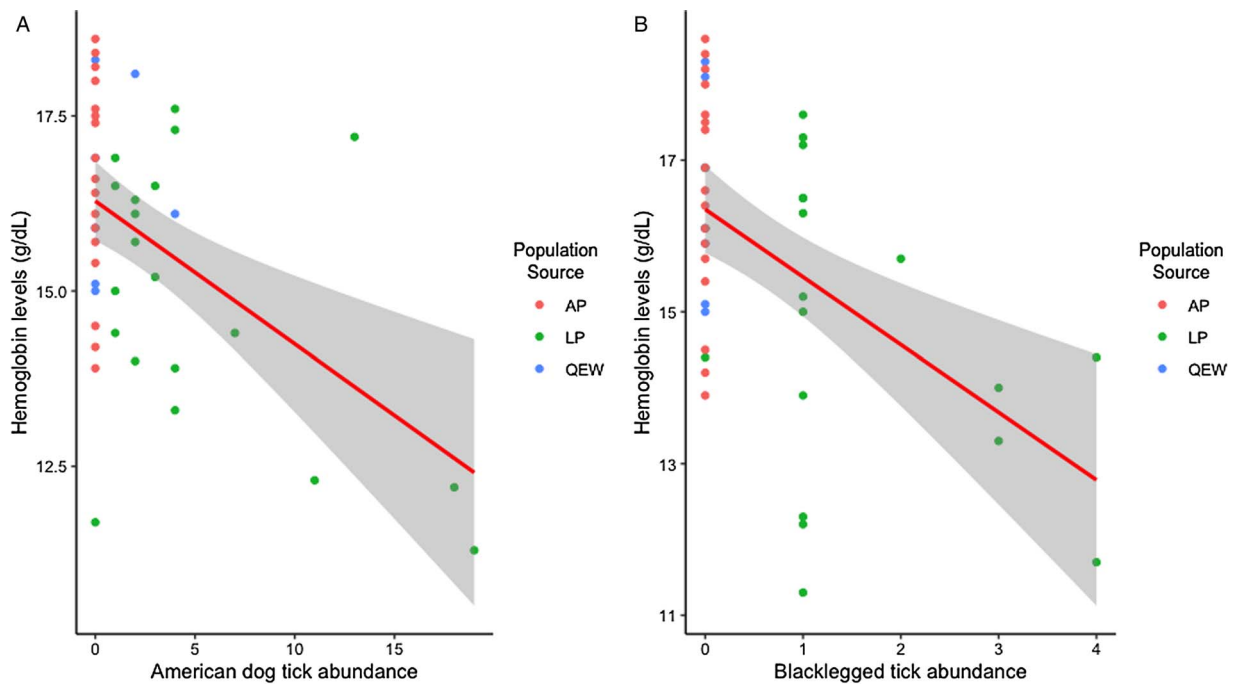 A
17.5
15.0
12.5
Hemoglobin levels (g/dL)
0 5 10 15
American dog tick abundance
Population
Source
AP
LP
QEW
B
17
15
13
11
Hemoglobin levels (g/dL)
0 1 2 3 4
Blacklegged tick abundance
Population
Source
AP
LP
QEW